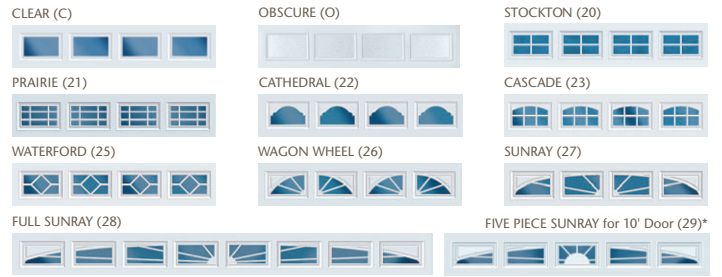 CLEAR (C)
OBSCURE (O)
STOCKTON (20)
PRAIRIE (21)
CATHEDRAL (22)
CASCADE (23)
WATERFORD (25)
WAGON WHEEL (26)
SUNRAY (27)
FULL SUNRAY (28)
FIVE PIECE SUNRAY for 10' Door (29)*